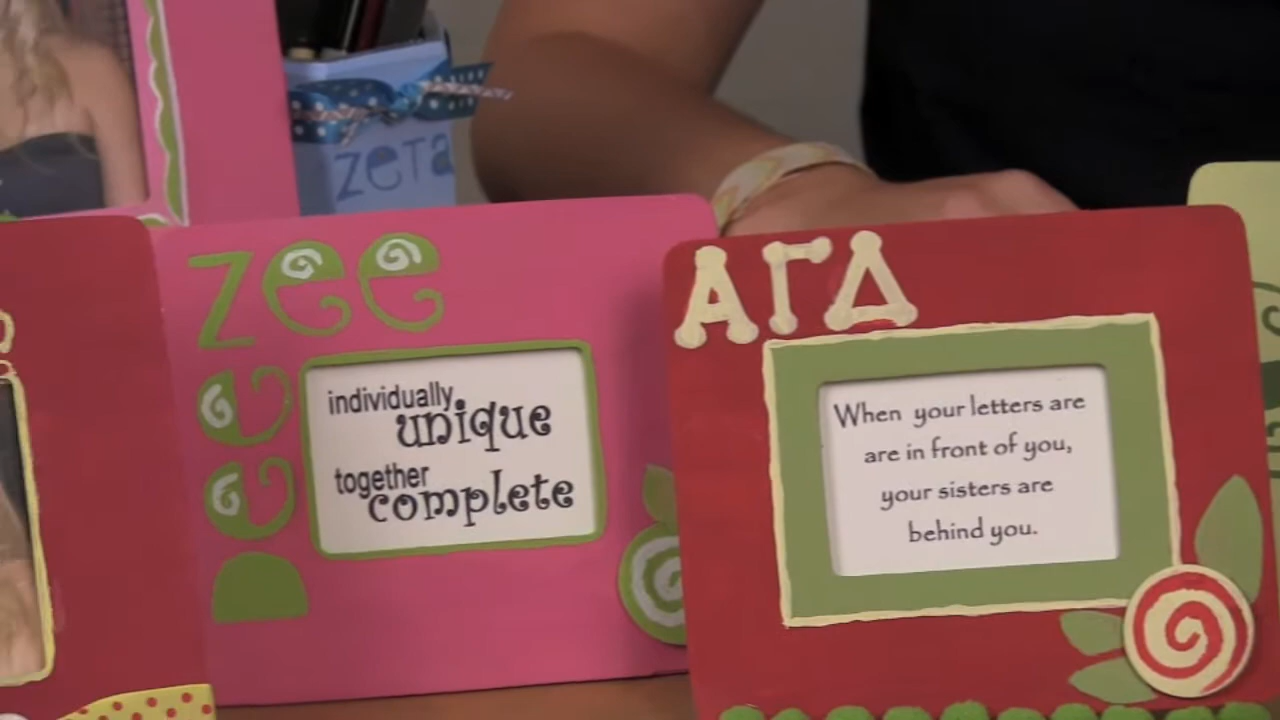 zeta
zee
Dee
individually
unique
together
complete
ΑΓΔ
When your letters are
are in front of you,
your sisters are
behind you.